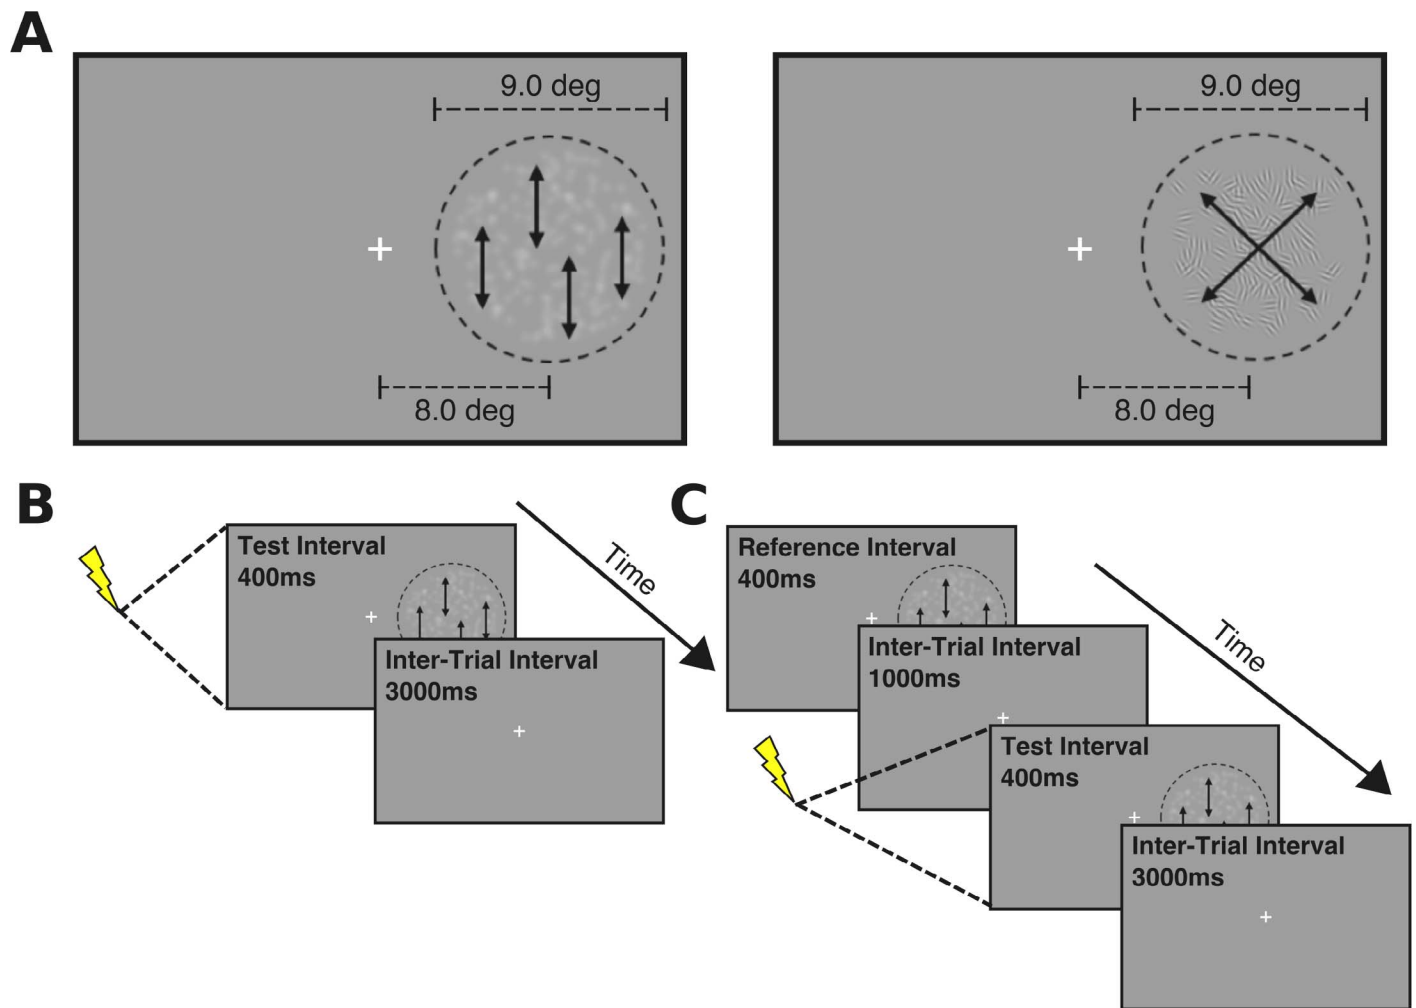 A
9.0 deg
8.0 deg
9.0 deg
8.0 deg
B
Test Interval
400ms
Time
Inter-Trial Interval
3000ms
C
Reference Interval
400ms
Time
Inter-Trial Interval
1000ms
Test Interval
400ms
Inter-Trial Interval
3000ms